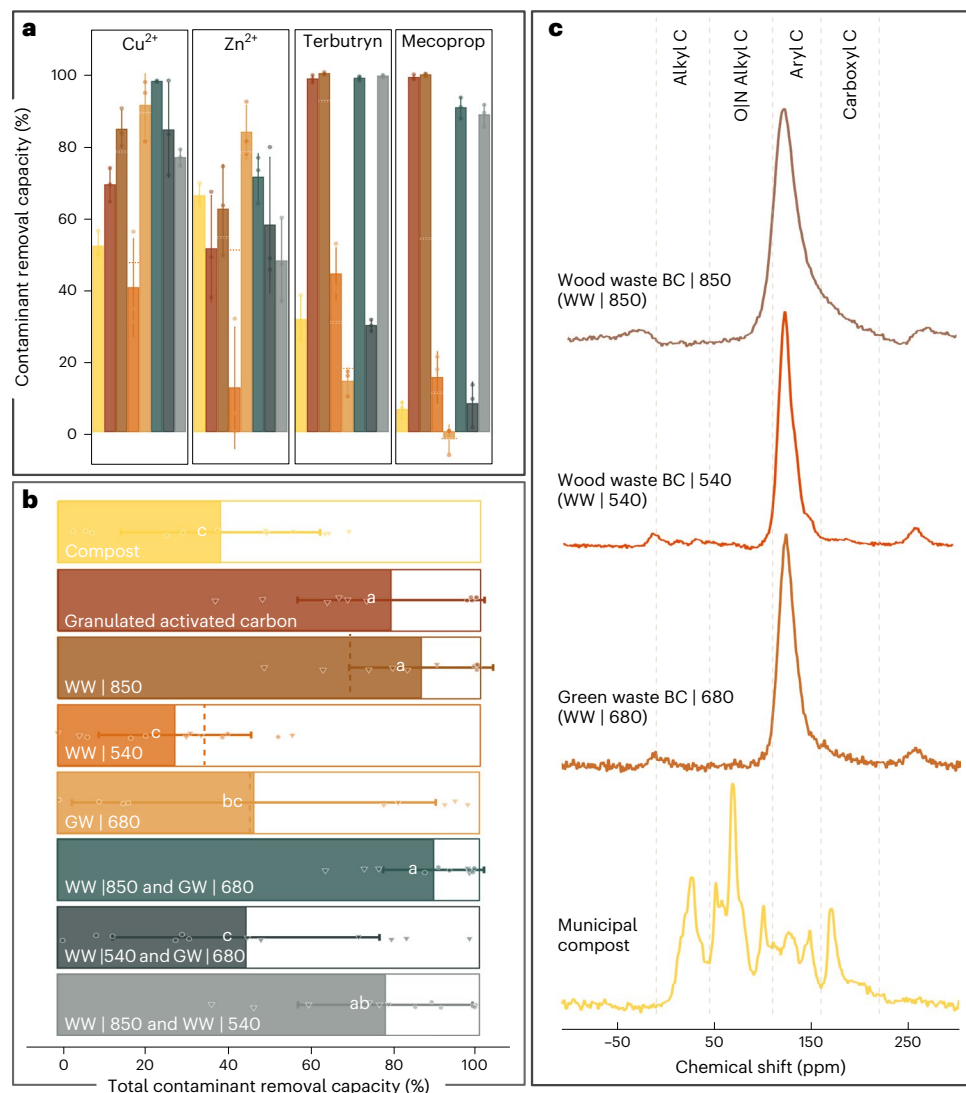 a
Cu2+
Zn2+
Terbutryn
Mecoprop
100
80
60
40
20
0
Contaminant removal capacity (%)
b
c
Compost
a
Granulated activated carbon
a
WW | 850
c
WW | 540
bc
GW | 680
a
WW |850 and GW | 680
c
WW |540 and GW |680
ab
WW | 850 and WW | 540
0
20
40
60
80
100
Total contaminant removal capacity (%)
c
Alkyl C
O|N Alkyl C
Aryl C
Carboxyl C
Wood waste BC | 850
(WW | 850)
Wood waste BC | 540
(WW | 540)
Green waste BC | 680
(WW | 680)
Municipal
compost
−50
50
150
250
Chemical shift (ppm)